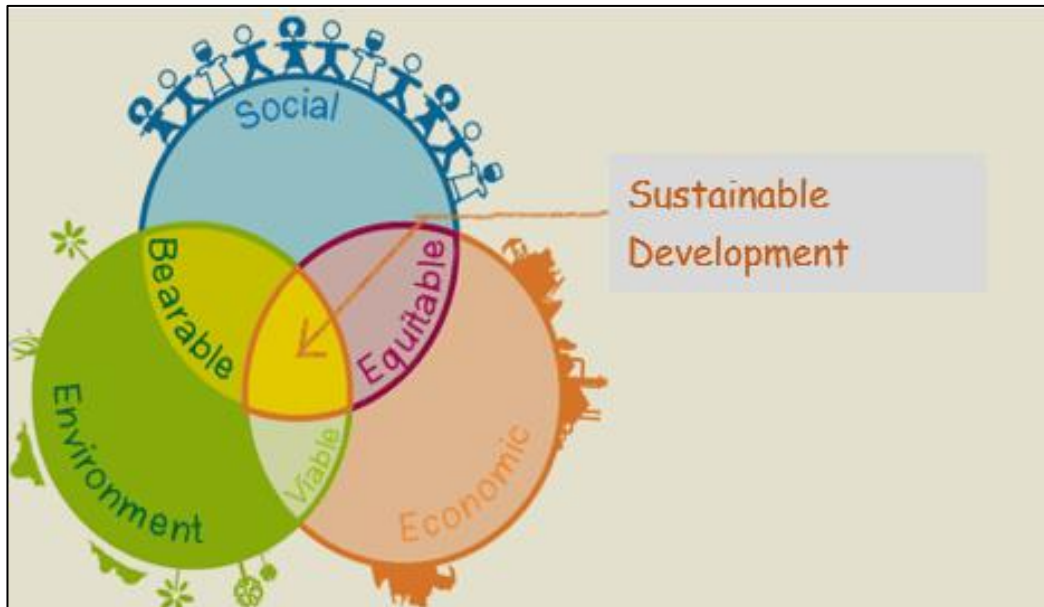 Social
Sustainable
Development
Bearable
Equitable
Environment
Viable
Economic